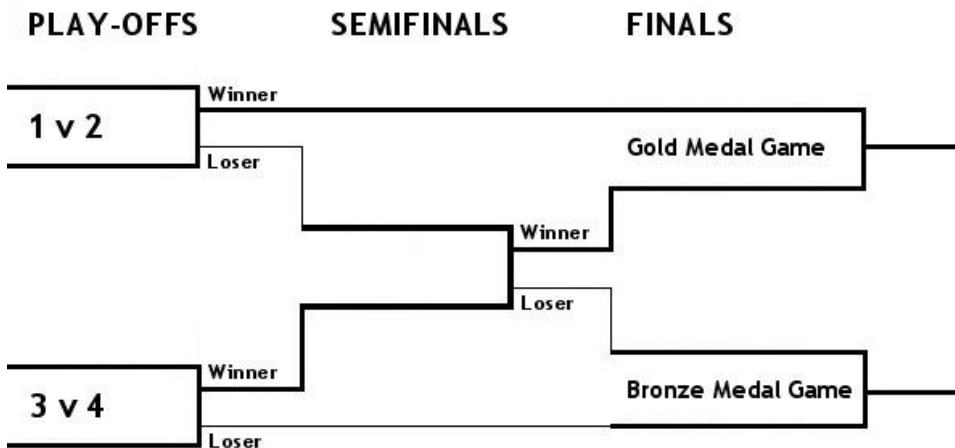 PLAY-OFFS SEMIFINALS FINALS
Winner
1 v 2
Loser
Gold Medal Game
Winner
Loser
Winner
3 v 4
Loser
Bronze Medal Game